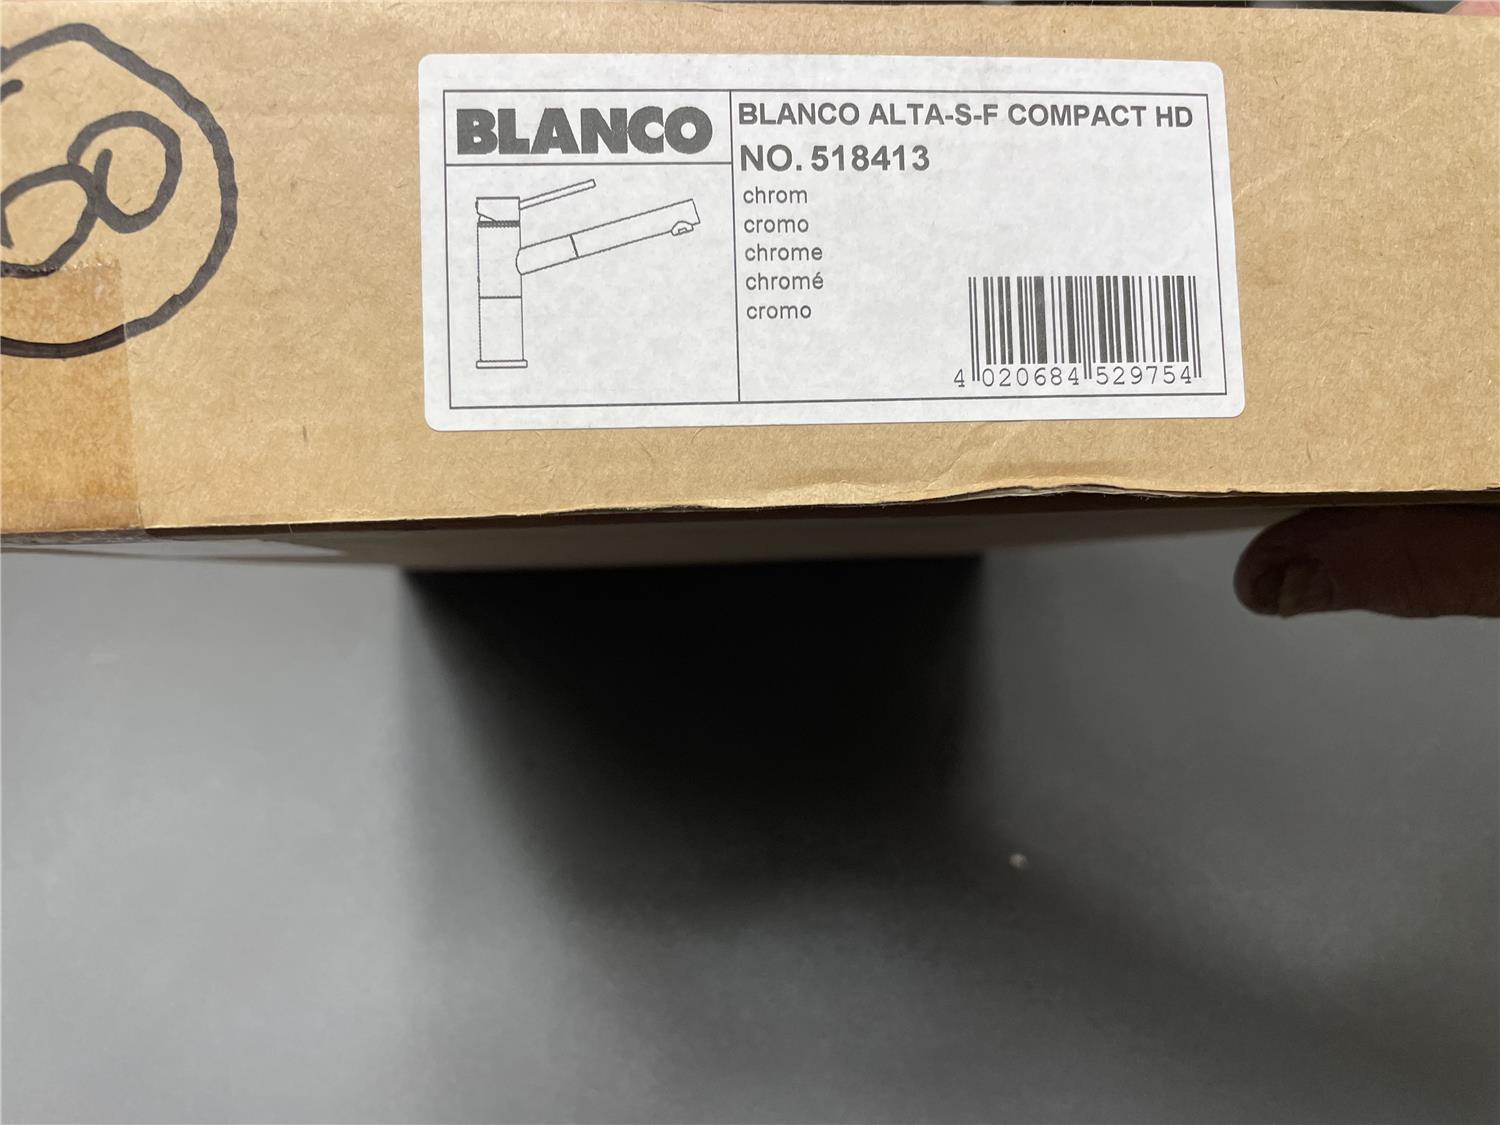 BLANCO
BLANCO ALTA-S-F COMPACT HD
NO. 518413
chrom
cromo
chrome
chromé
cromo
4 020684 529754